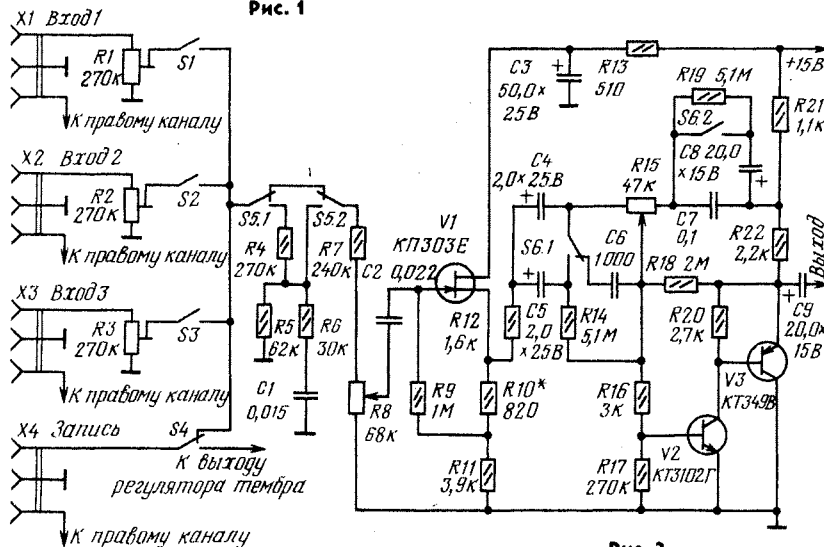 Рис. 1
X1 Вход1
R1
270к
S1
К правому каналу
X2 Вход2
R2
270к
S2
К правому каналу
X3 Вход3
R3
270к
S3
К правому каналу
X4 Запись
S4
К выходу
регулятора тембра
К правому каналу
S5.1
S5.2
R4
270к
R7
240к
R5
62к
R6
30к
C1
0,015
C2
0,022
R8
68к
V1
КП303Е
R12
1,6к
R9
1М
R10*
820
R11
3,9к
C3
50,0×
25В
R13
510
+15В
C4
2,0×25В
S6.1
C5
2,0
×25В
R14
5,1М
C6
1000
R15
47к
R19 5,1М
S6.2
C8 20,0
×15В
C7
0,1
R18 2М
R16
3к
R17
270к
R20
2,7к
R21
1,1к
R22
2,2к
Выход
C9
20,0×
15В
V3
КТ349В
V2
КТ3102Г